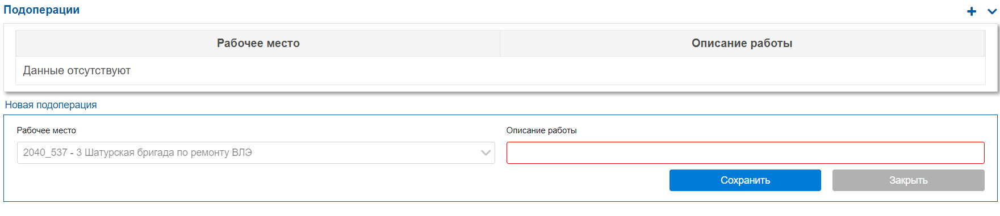 Подоперации
Рабочее место Описание работы
Данные отсутствуют
Новая подоперация
Рабочее место Описание работы
2040_537 - 3 Шатурская бригада по ремонту ВЛЭ
Сохранить Закрыть